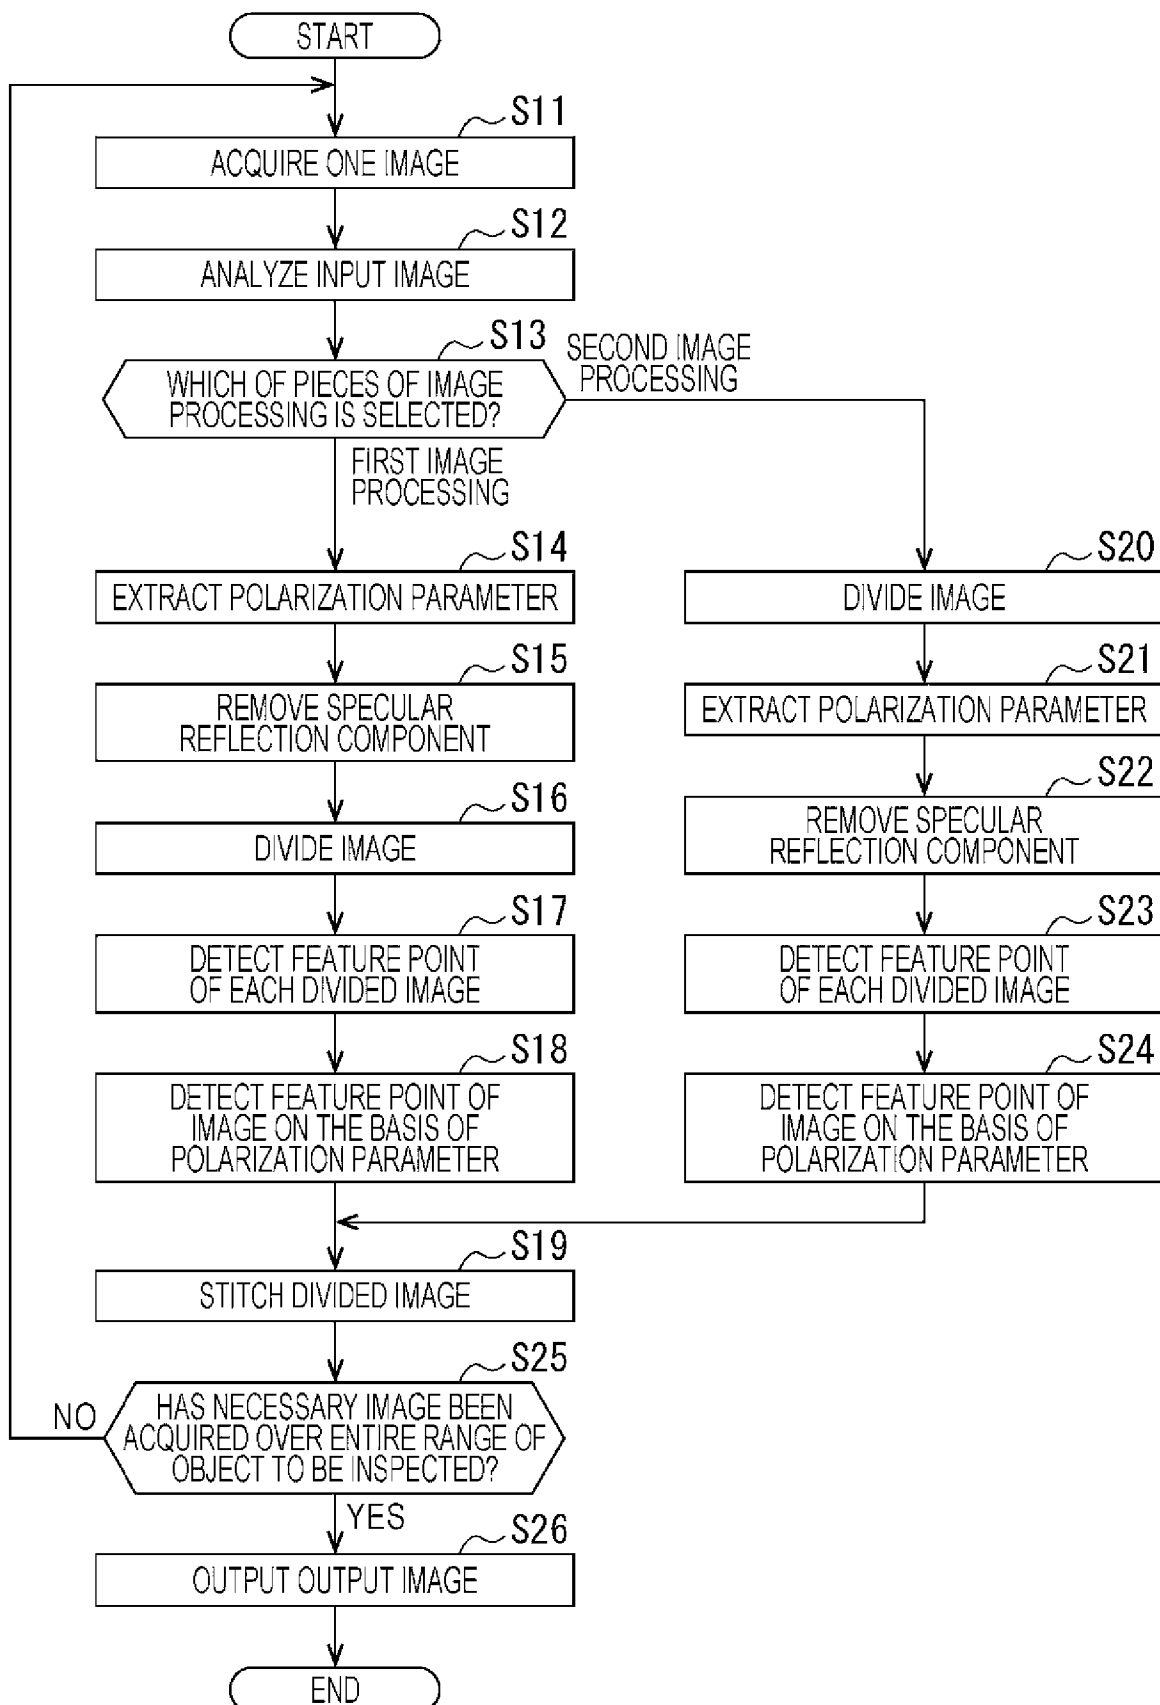 START
S11
ACQUIRE ONE IMAGE
S12
ANALYZE INPUT IMAGE
S13
WHICH OF PIECES OF IMAGE
PROCESSING IS SELECTED?
SECOND IMAGE
PROCESSING
FIRST IMAGE
PROCESSING
S14
EXTRACT POLARIZATION PARAMETER
S15
REMOVE SPECULAR
REFLECTION COMPONENT
S16
DIVIDE IMAGE
S17
DETECT FEATURE POINT
OF EACH DIVIDED IMAGE
S18
DETECT FEATURE POINT OF
IMAGE ON THE BASIS OF
POLARIZATION PARAMETER
S20
DIVIDE IMAGE
S21
EXTRACT POLARIZATION PARAMETER
S22
REMOVE SPECULAR
REFLECTION COMPONENT
S23
DETECT FEATURE POINT
OF EACH DIVIDED IMAGE
S24
DETECT FEATURE POINT OF
IMAGE ON THE BASIS OF
POLARIZATION PARAMETER
S19
STITCH DIVIDED IMAGE
S25
HAS NECESSARY IMAGE BEEN
ACQUIRED OVER ENTIRE RANGE OF
OBJECT TO BE INSPECTED?
NO
YES
S26
OUTPUT OUTPUT IMAGE
END